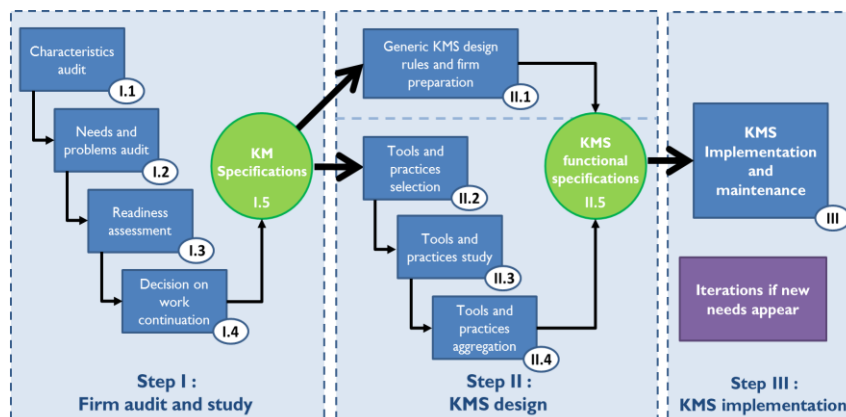 Characteristics
audit
I.1
Needs and
problems audit
I.2
Readiness
assessment
I.3
Decision on
work
continuation
I.4
KM
Specifications
I.5
Step I :
Firm audit and study
Generic KMS design
rules and firm
preparation
II.1
Tools and
practices
selection
II.2
Tools and
practices study
II.3
Tools and
practices
aggregation
II.4
KMS
functional
specifications
II.5
Step II :
KMS design
KMS
Implementation
and
maintenance
III
Iterations if new
needs appear
Step III :
KMS implementation